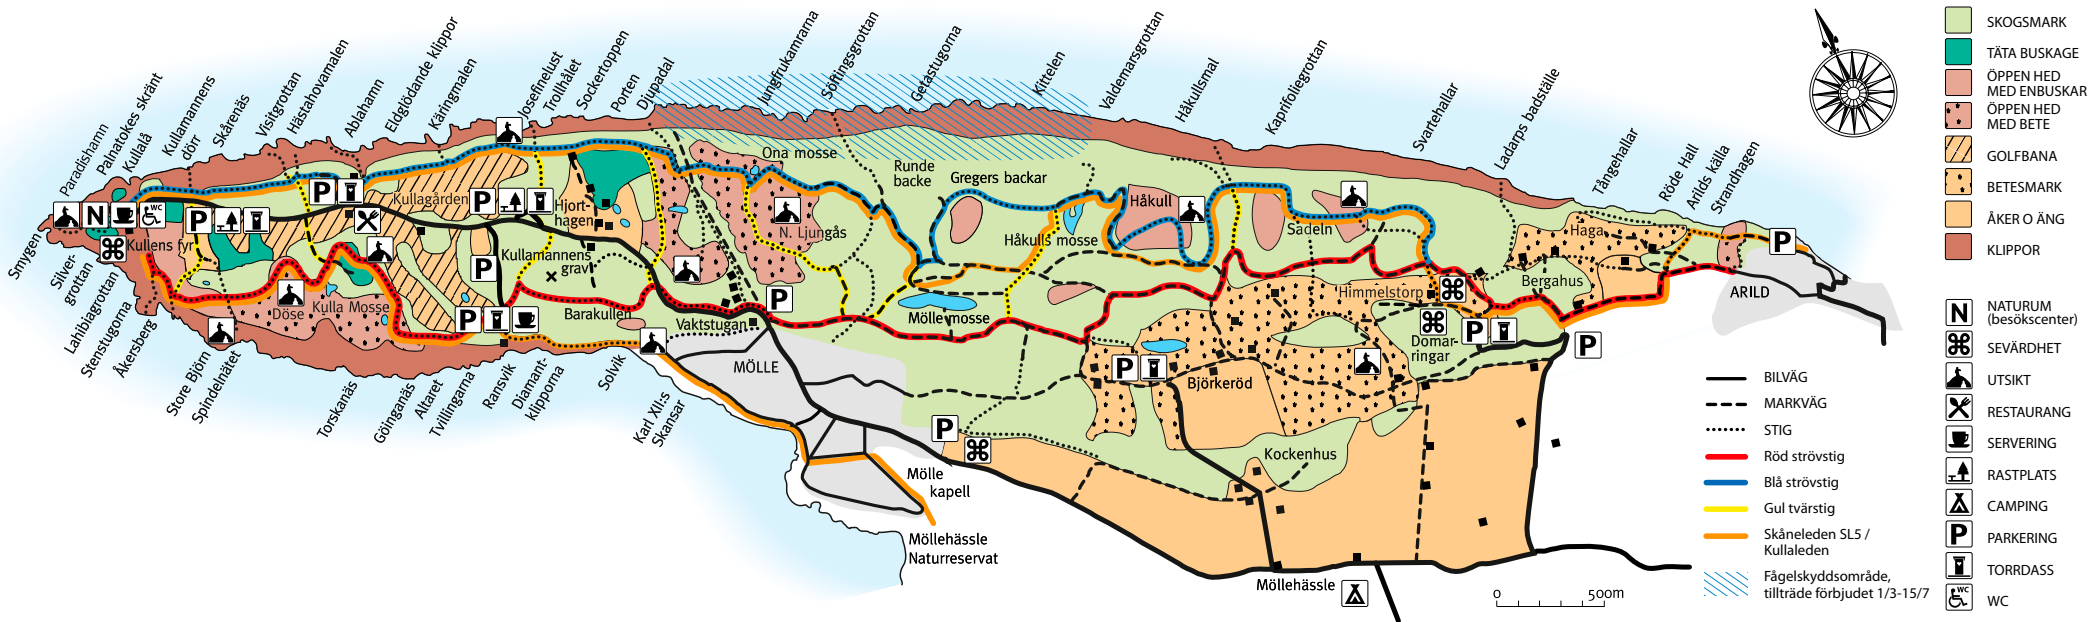 Smygen
Paradishamn
Palnatokes skränt
Kullalå
Kullamannens
dörr
Skårenäs
Visitgrottan
Hästahovamalen
Ablahamn
Eldglödande klippor
Käringmalen
Josefinelust
Trollhålet
Sockertoppen
Porten
Djupadal
Jungfrukamrarna
Söftingsgrottan
Getastugorna
Kittelen
Valdemarsgrottan
Håkullsmal
Kaprifoliegrottan
Svartehallar
Ladarps badställe
Tångehallar
Röde Hall
Arilds källa
Strandhagen
N
WC
P
P
P
P
P
P
P
P
P
P
P
Kullens fyr
Kullagården
Hjort-
hagen
Kullamannens
grav
Ona mosse
Runde
backe
Gregers backar
N. Ljungås
Håkulls mosse
Håkull
Sadeln
Haga
Bergahus
ARILD
Himmelstorp
Domar-
ringar
Döse
Kulla Mosse
Barakullen
Vaktstugan
Mölle mosse
MÖLLE
Björkeröd
Kockenhus
Silver-
grottan
Lahibiagrottan
Stenstugorna
Åkersberg
Store Björn
Spindelnätet
Torskanäs
Göinganäs
Altaret
Tvillingarna
Ransvik
Diamant-
klipporna
Solvik
Karl XII:s
Skansar
Mölle
kapell
Möllehässle
Naturreservat
Möllehässle
0 500m
SKOGSMARK
TÄTA BUSKAGE
ÖPPEN HED
MED ENBUSKAR
ÖPPEN HED
MED BETE
GOLFBANA
BETESMARK
ÅKER O ÄNG
KLIPPOR
N NATURUM
(besökscenter)
SEVÄRDHET
UTSIKT
RESTAURANG
SERVERING
RASTPLATS
CAMPING
P PARKERING
TORRDASS
WC WC
BILVÄG
MARKVÄG
STIG
Röd strövstig
Blå strövstig
Gul tvärstig
Skåneleden SL5 /
Kullaleden
Fågelskyddsområde,
tillträde förbjudet 1/3-15/7